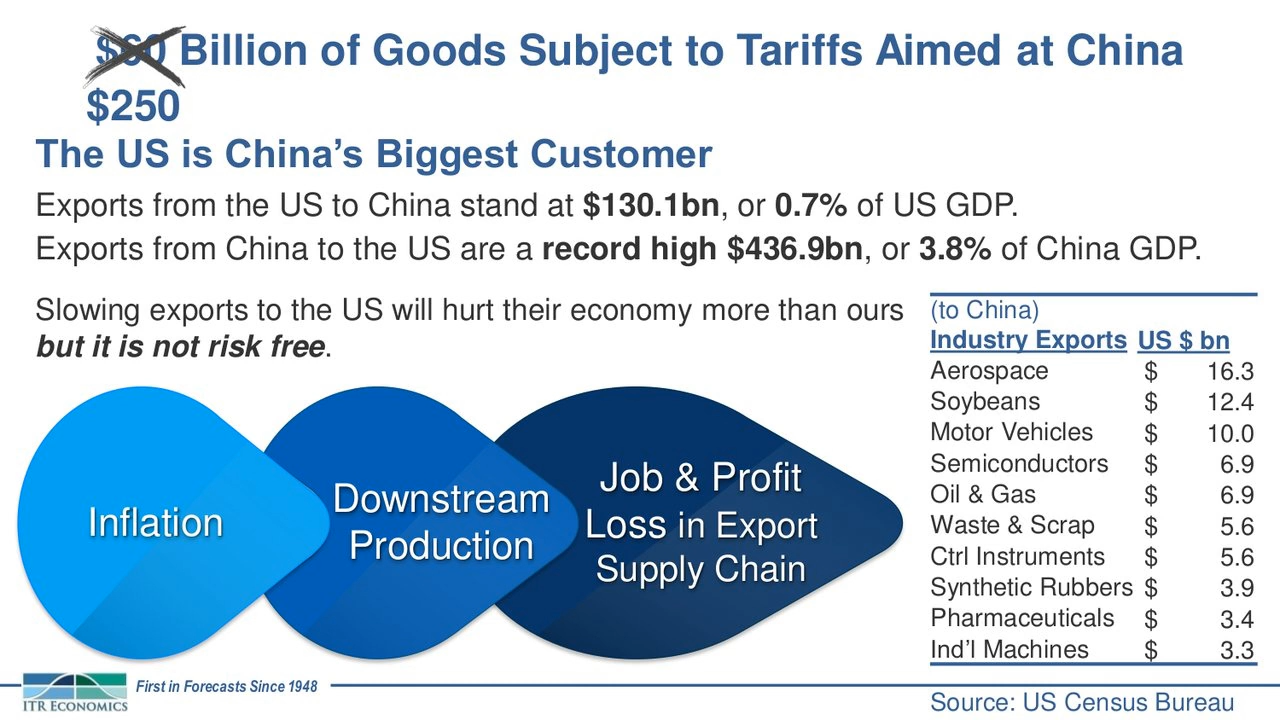 $60 Billion of Goods Subject to Tariffs Aimed at China
$250
The US is China’s Biggest Customer
Exports from the US to China stand at $130.1bn, or 0.7% of US GDP.
Exports from China to the US are a record high $436.9bn, or 3.8% of China GDP.
Slowing exports to the US will hurt their economy more than ours
but it is not risk free.
Inflation
Downstream
Production
Job & Profit
Loss in Export
Supply Chain
(to China)
Industry Exports US $ bn
Aerospace $ 16.3
Soybeans $ 12.4
Motor Vehicles $ 10.0
Semiconductors $ 6.9
Oil & Gas $ 6.9
Waste & Scrap $ 5.6
Ctrl Instruments $ 5.6
Synthetic Rubbers $ 3.9
Pharmaceuticals $ 3.4
Ind’l Machines $ 3.3
Source: US Census Bureau
ITR ECONOMICS
First in Forecasts Since 1948